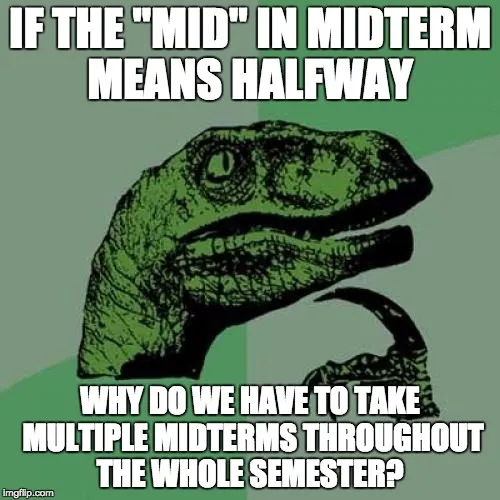 IF THE "MID" IN MIDTERM
MEANS HALFWAY
WHY DO WE HAVE TO TAKE
MULTIPLE MIDTERMS THROUGHOUT
THE WHOLE SEMESTER?
imgflip.com